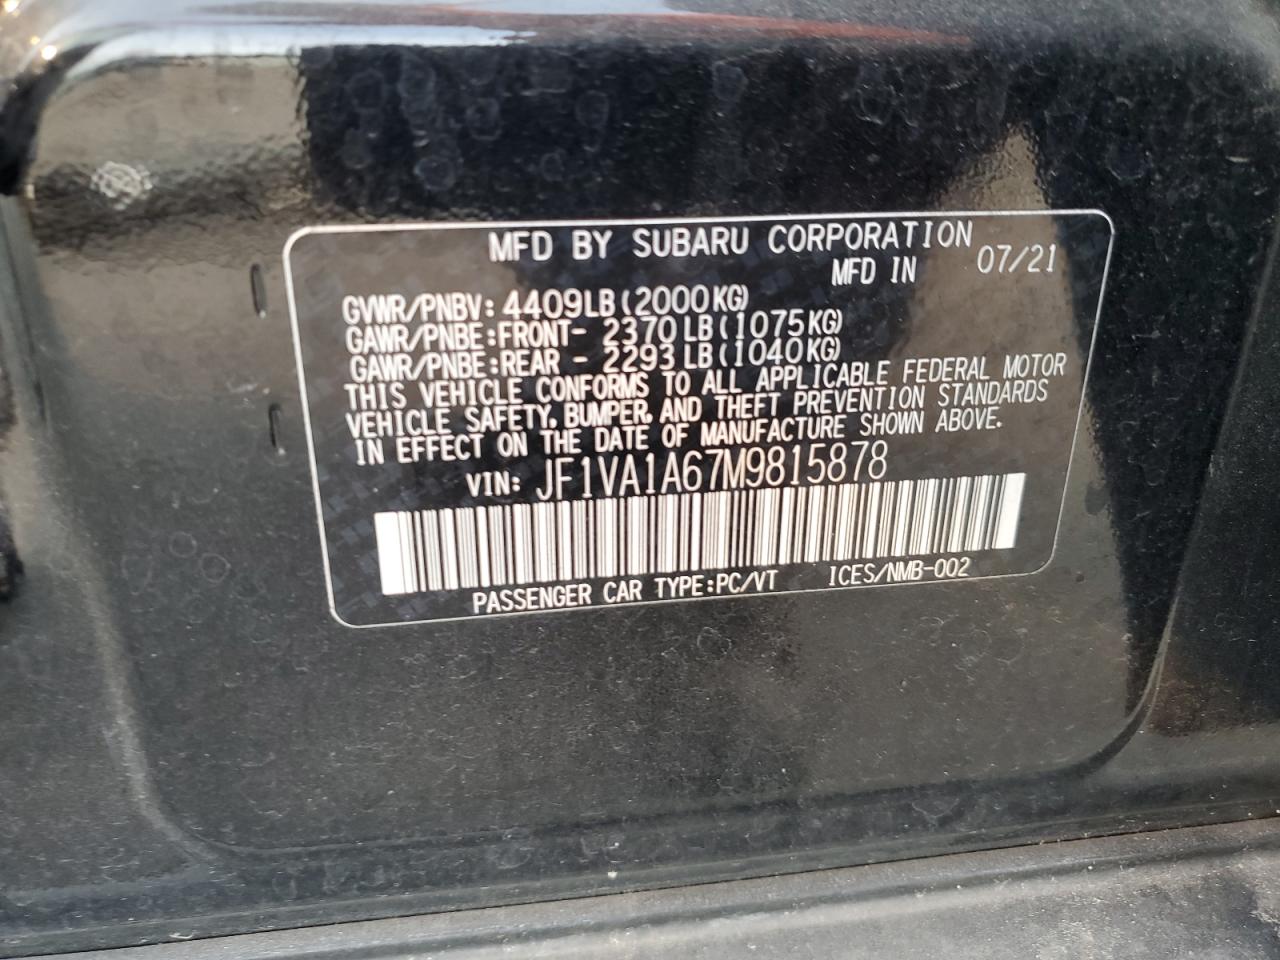 MFD BY SUBARU CORPORATION
MFD IN 07/21
GVWR/PNBV: 4409LB(2000KG)
GAWR/PNBE:FRONT- 2370LB(1075KG)
GAWR/PNBE:REAR - 2293LB(1040KG)
THIS VEHICLE CONFORMS TO ALL APPLICABLE FEDERAL MOTOR
VEHICLE SAFETY, BUMPER, AND THEFT PREVENTION STANDARDS
IN EFFECT ON THE DATE OF MANUFACTURE SHOWN ABOVE.
VIN: JF1VA1A67M9815878
PASSENGER CAR TYPE:PC/VT ICES/NMB-002